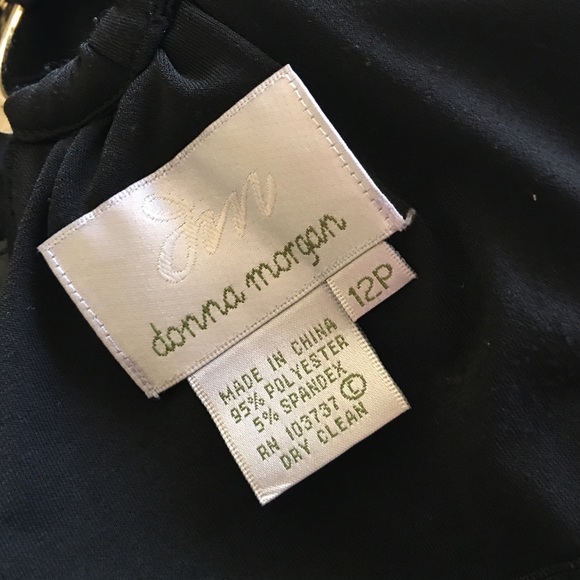 dm
donna morgan
12P
MADE IN CHINA
95% POLYESTER
5% SPANDEX
RN 103737 Ⓒ
DRY CLEAN